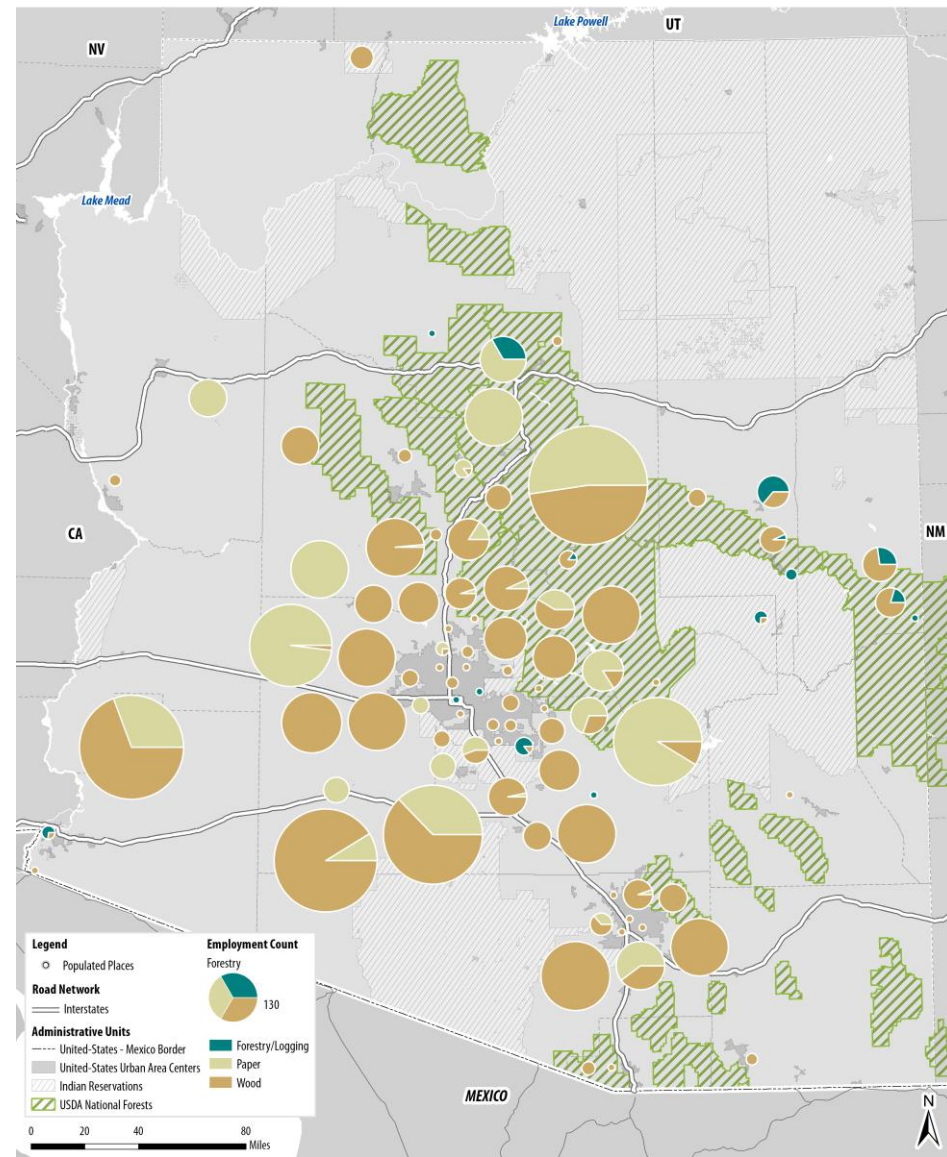 Lake Powell
UT
NV
Lake Mead
CA
NM
Legend
Populated Places
Road Network
Interstates
Administrative Units
United-States - Mexico Border
United-States Urban Area Centers
Indian Reservations
USDA National Forests
Employment Count
Forestry
130
Forestry/Logging
Paper
Wood
MEXICO
N
0 20 40 80
Miles